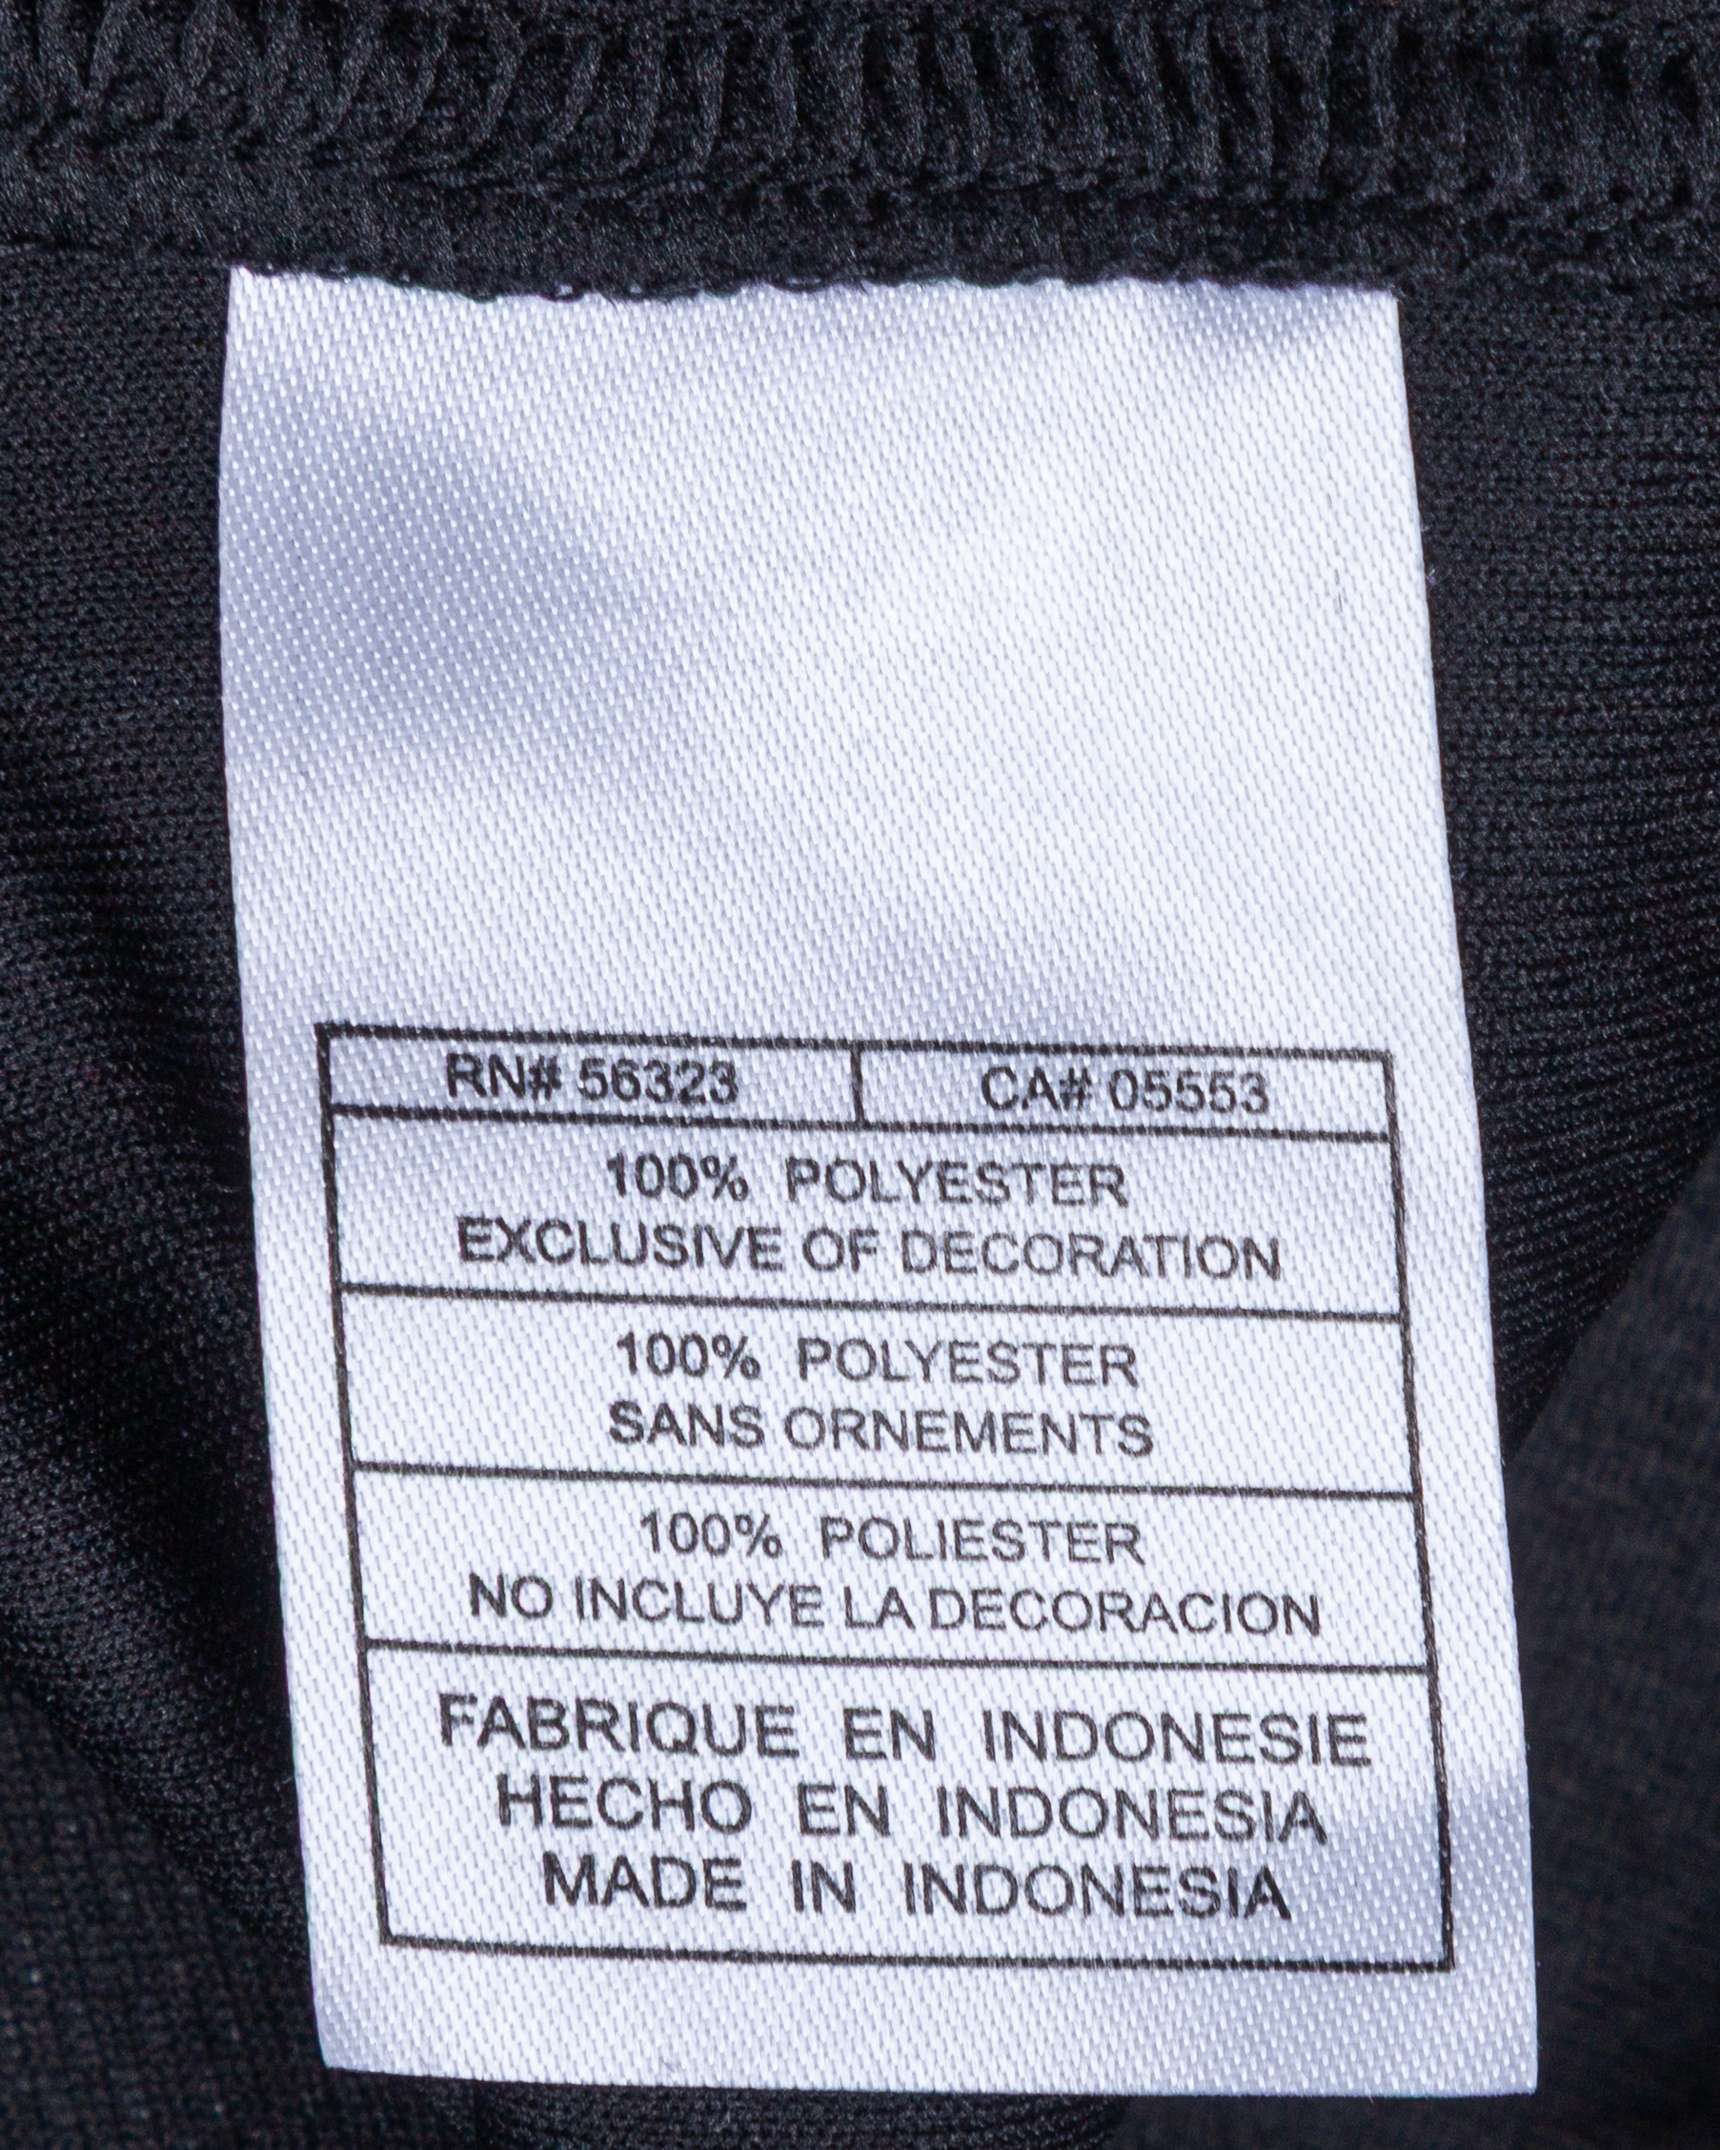 RN# 56323 CA# 05553
100% POLYESTER
EXCLUSIVE OF DECORATION
100% POLYESTER
SANS ORNEMENTS
100% POLIESTER
NO INCLUYE LA DECORACION
FABRIQUE EN INDONESIE
HECHO EN INDONESIA
MADE IN INDONESIA